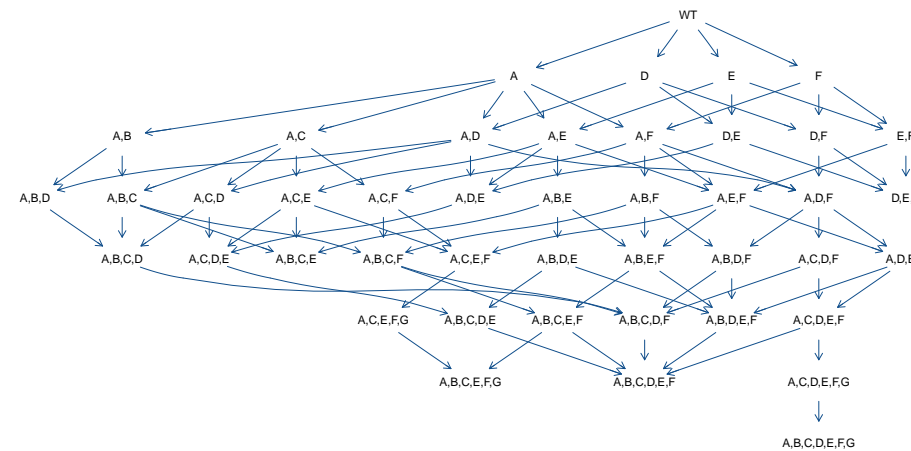 WT
A D E F
A,B A,C A,D A,E A,F D,E D,F E,F
A,B,D A,B,C A,C,D A,C,E A,C,F A,D,E A,B,E A,B,F A,E,F A,D,F D,E
A,B,C,D A,C,D,E A,B,C,E A,B,C,F A,C,E,F A,B,D,E A,B,E,F A,B,D,F A,C,D,F A,D,E
A,C,E,F,G A,B,C,D,E A,B,C,E,F A,B,C,D,F A,B,D,E,F A,C,D,E,F
A,B,C,E,F,G A,B,C,D,E,F A,C,D,E,F,G
A,B,C,D,E,F,G